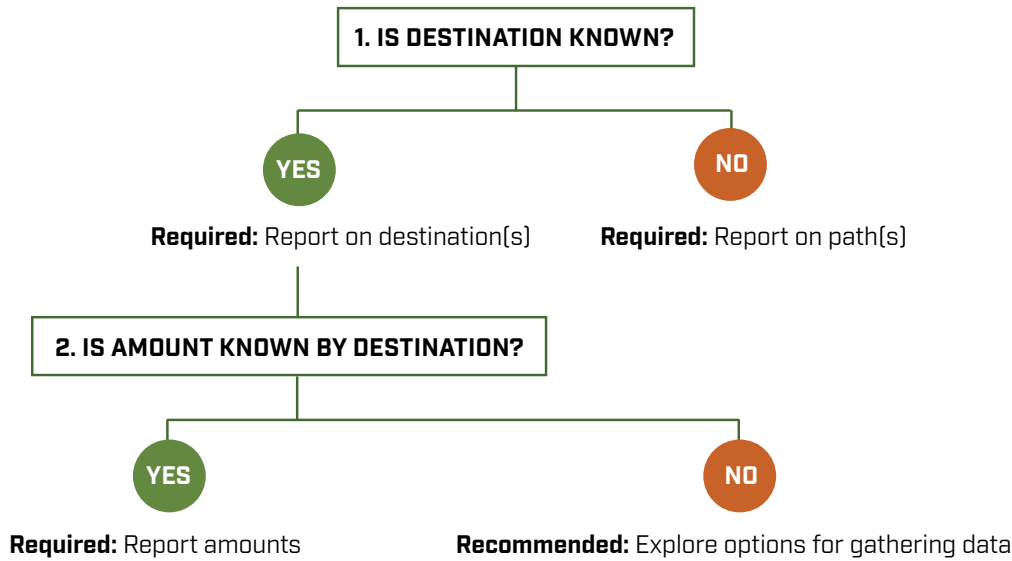 1. IS DESTINATION KNOWN?
YES
NO
Required: Report on destination(s)
Required: Report on path(s)
2. IS AMOUNT KNOWN BY DESTINATION?
YES
NO
Required: Report amounts
Recommended: Explore options for gathering data